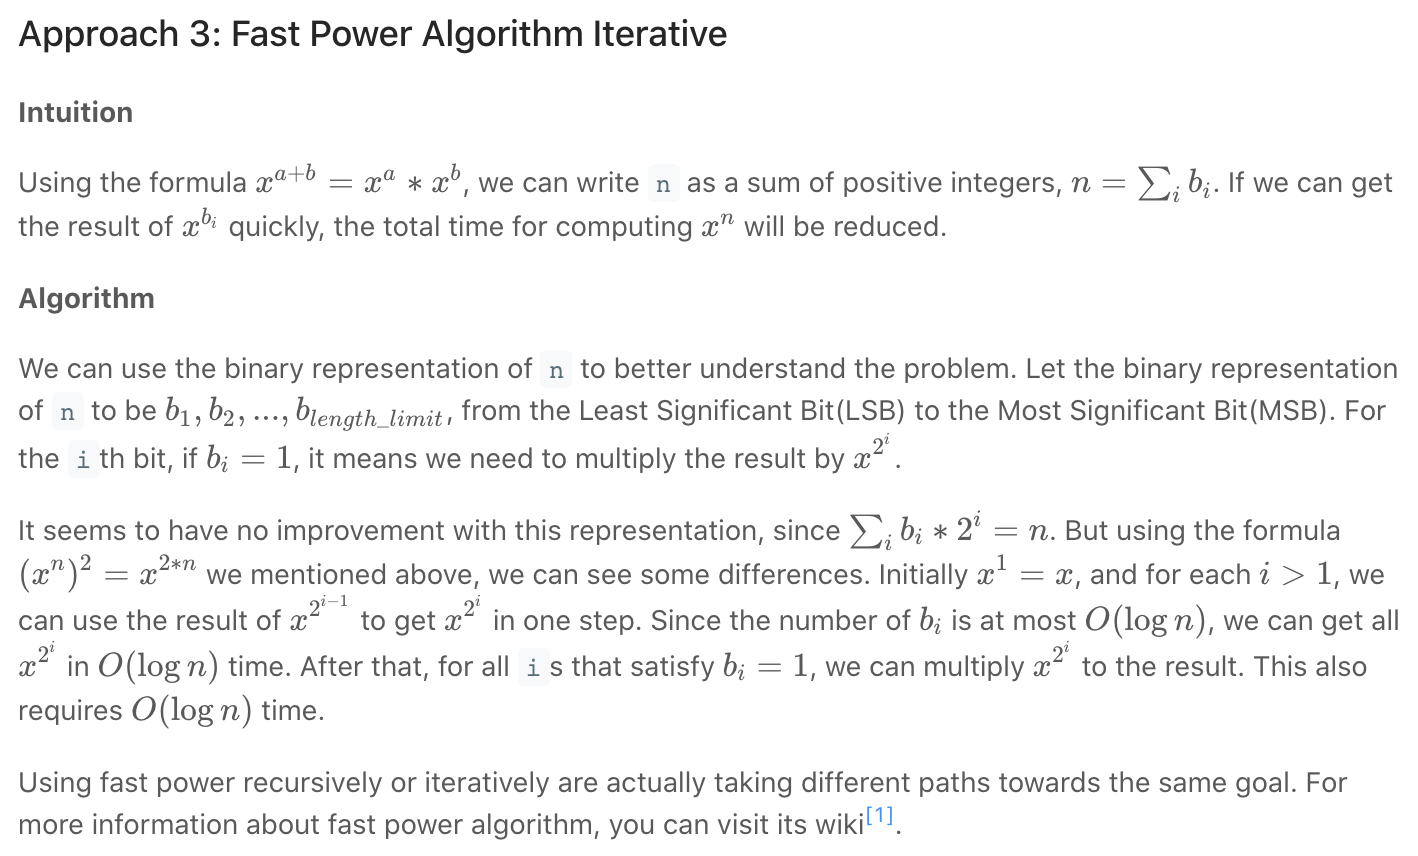 Approach 3: Fast Power Algorithm Iterative
Intuition
Using the formula $x^{a+b} = x^a * x^b$, we can write n as a sum of positive integers, $n = \sum_i b_i$. If we can get
the result of $x^{b_i}$ quickly, the total time for computing $x^n$ will be reduced.
Algorithm
We can use the binary representation of n to better understand the problem. Let the binary representation
of n to be $b_1, b_2, ..., b_{length\_limit}$, from the Least Significant Bit(LSB) to the Most Significant Bit(MSB). For
the i th bit, if $b_i = 1$, it means we need to multiply the result by $x^{2^i}$.
It seems to have no improvement with this representation, since $\sum_i b_i * 2^i = n$. But using the formula
$(x^n)^2 = x^{2*n}$ we mentioned above, we can see some differences. Initially $x^1 = x$, and for each $i > 1$, we
can use the result of $x^{2^{i-1}}$ to get $x^{2^i}$ in one step. Since the number of $b_i$ is at most $O(\log n)$, we can get all
$x^{2^i}$ in $O(\log n)$ time. After that, for all i s that satisfy $b_i = 1$, we can multiply $x^{2^i}$ to the result. This also
requires $O(\log n)$ time.
Using fast power recursively or iteratively are actually taking different paths towards the same goal. For
more information about fast power algorithm, you can visit its wiki[1].